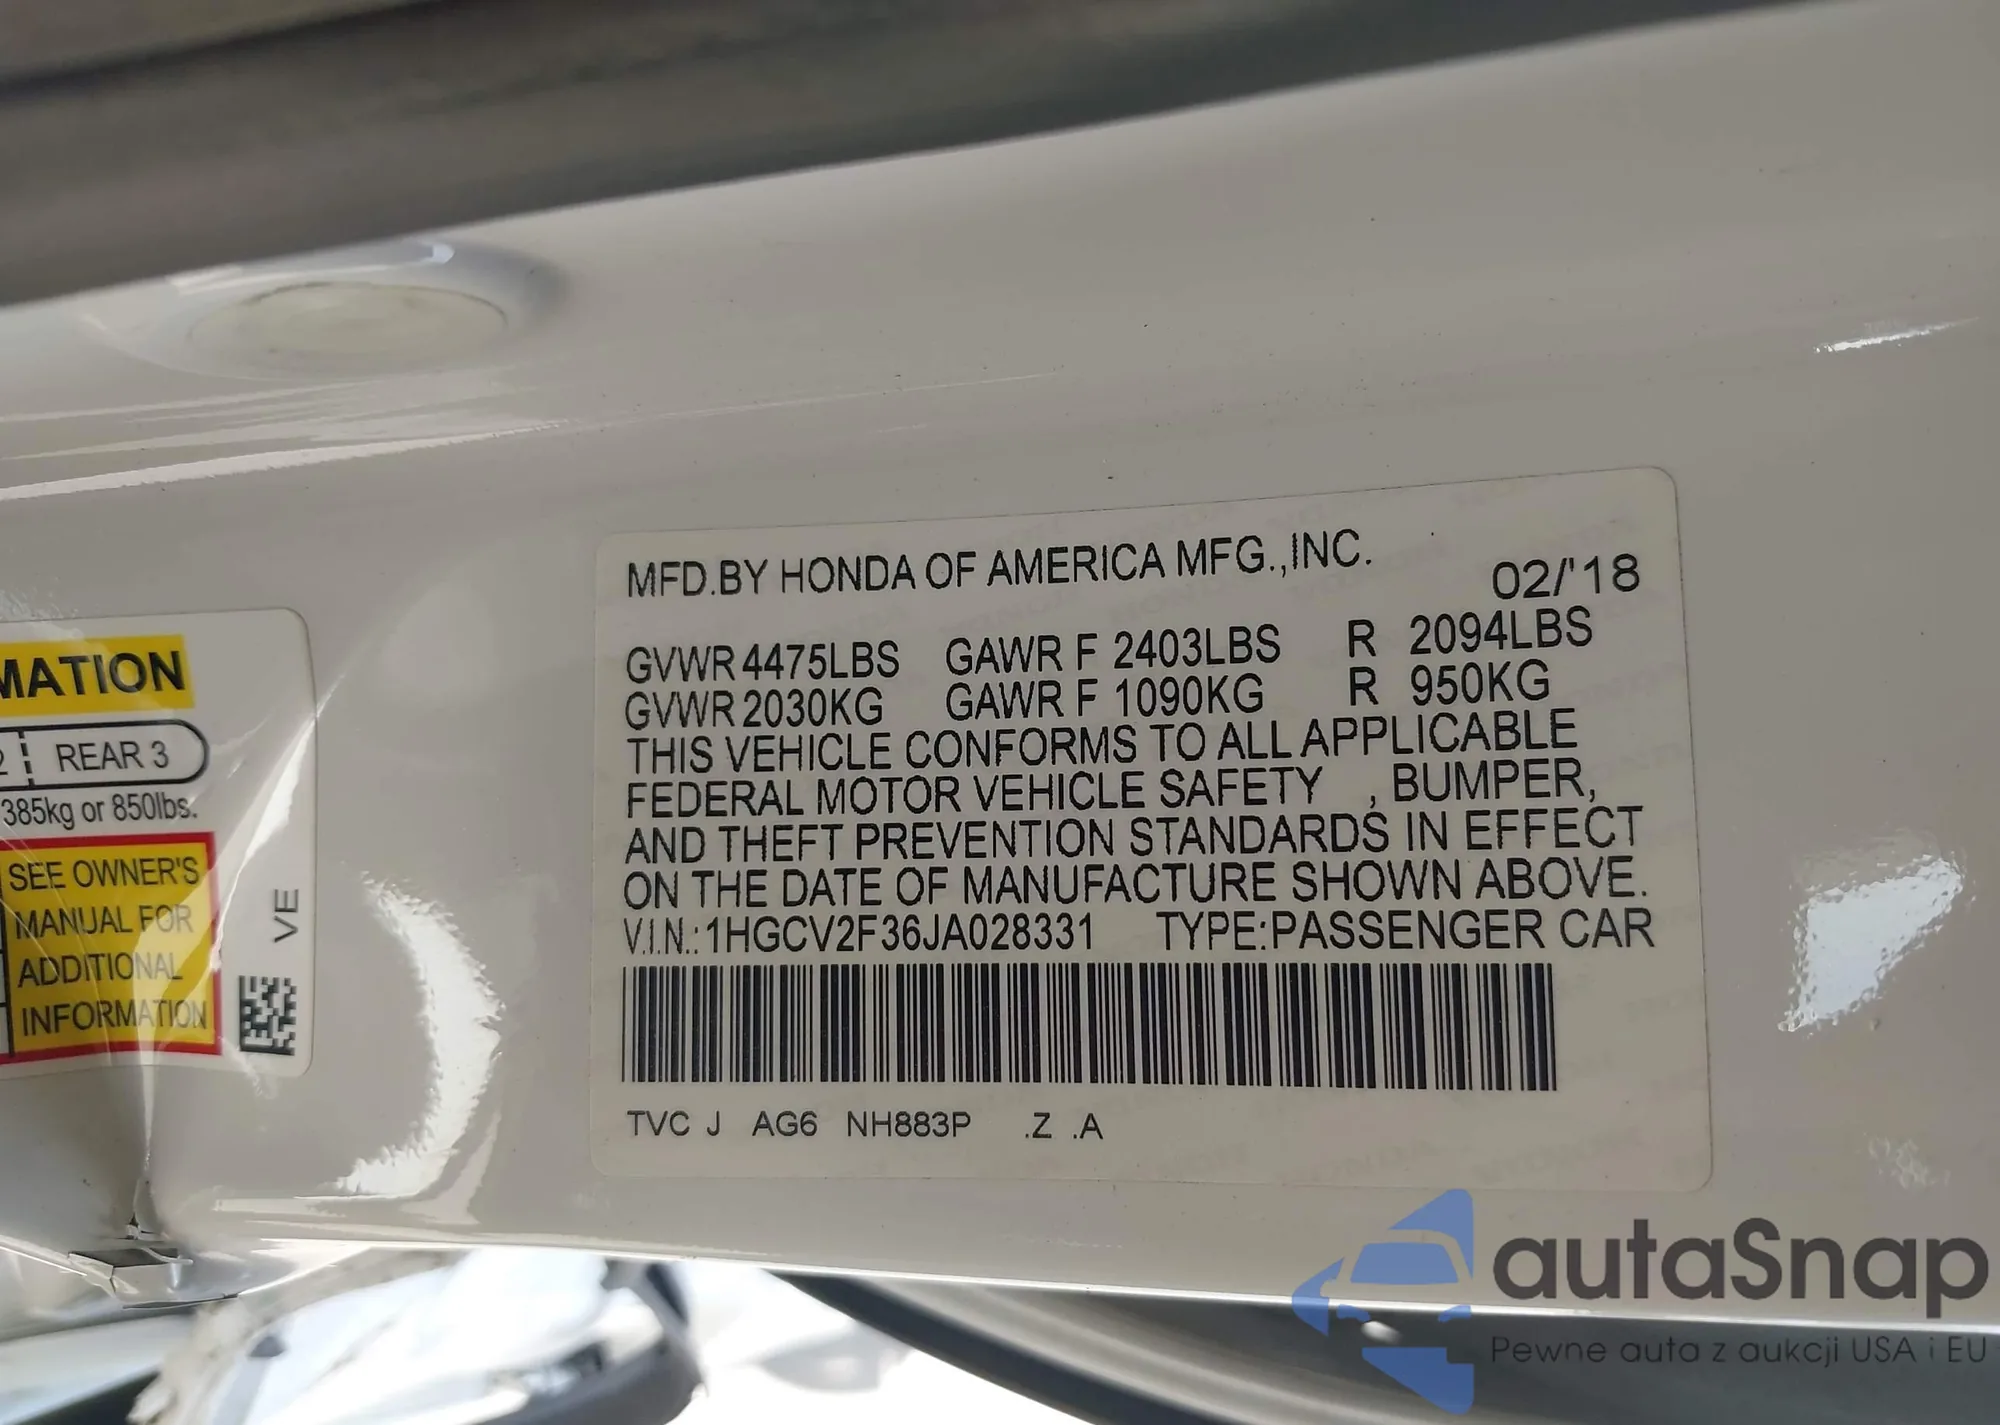 MATION
2 REAR 3
385kg or 850lbs.
SEE OWNER'S
MANUAL FOR
ADDITIONAL
INFORMATION
VE
MFD.BY HONDA OF AMERICA MFG.,INC.
02/'18
GVWR 4475LBS GAWR F 2403LBS R 2094LBS
GVWR 2030KG GAWR F 1090KG R 950KG
THIS VEHICLE CONFORMS TO ALL APPLICABLE
FEDERAL MOTOR VEHICLE SAFETY , BUMPER,
AND THEFT PREVENTION STANDARDS IN EFFECT
ON THE DATE OF MANUFACTURE SHOWN ABOVE.
V.I.N.:1HGCV2F36JA028331 TYPE:PASSENGER CAR
TVC J AG6 NH883P .Z .A
autaSnap
Pewne auta z aukcji USA i EU